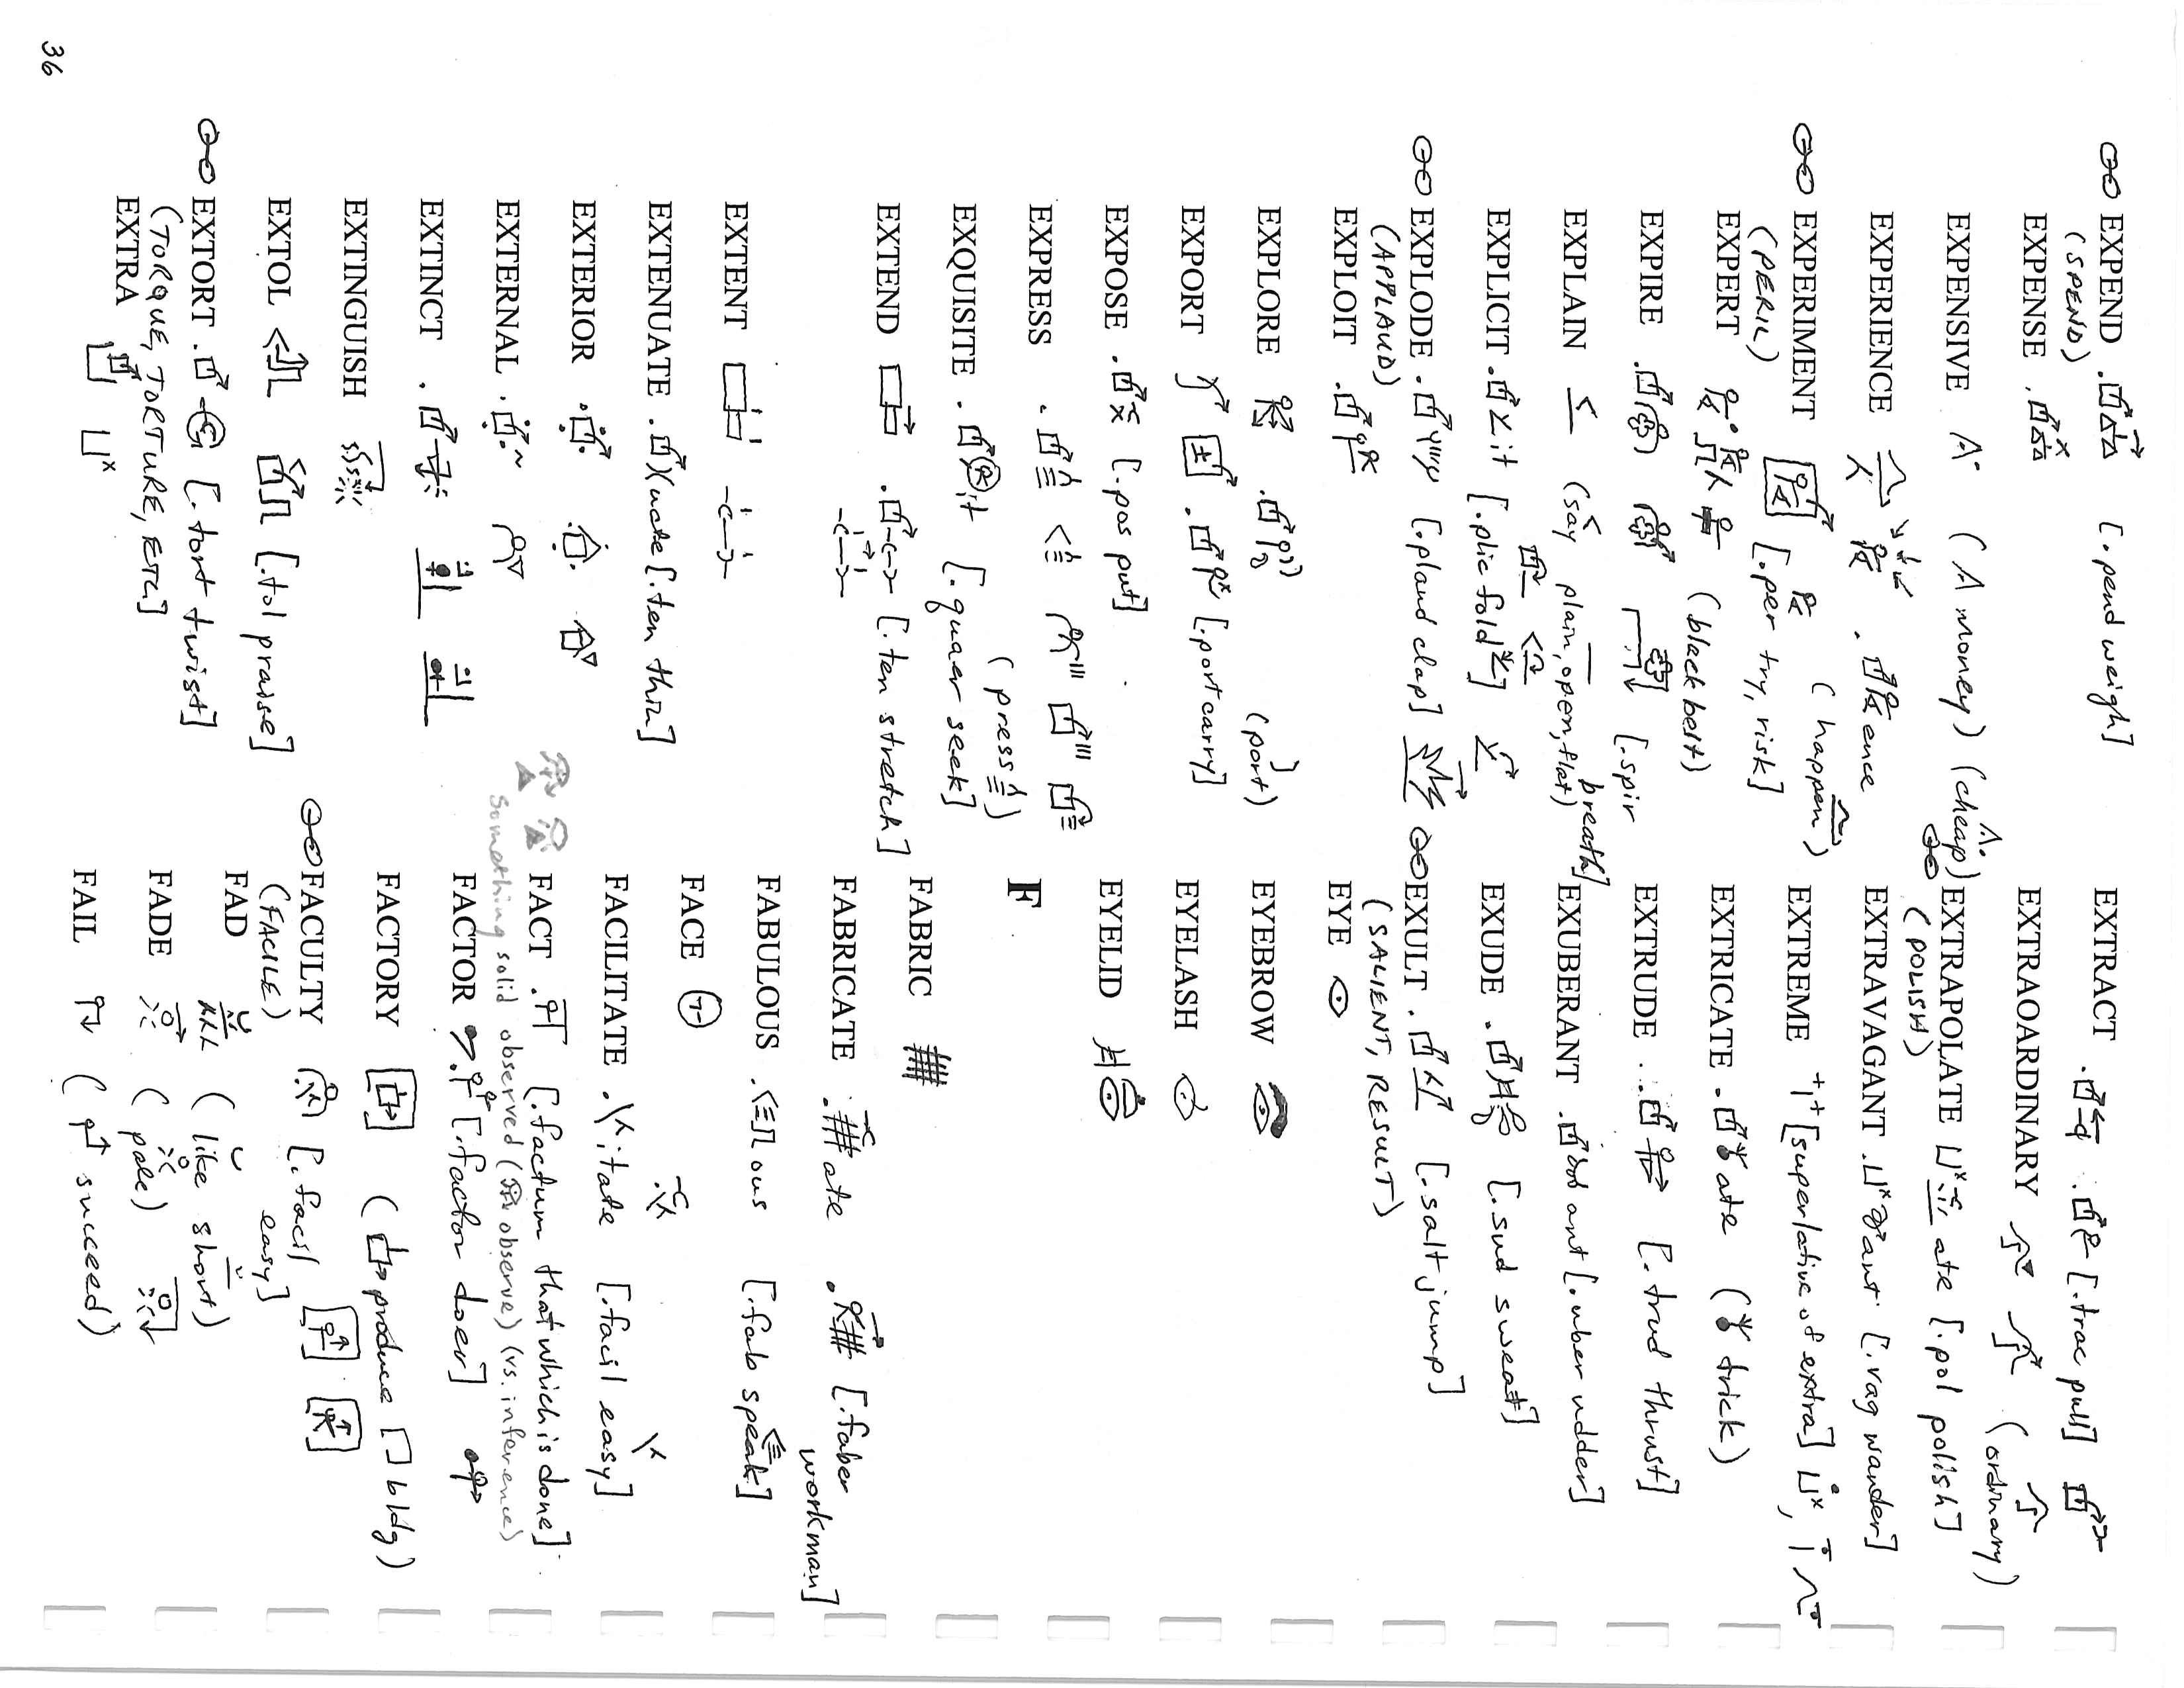 EXPEND [.pend weigh]
(SPEND)
EXPENSE
EXPENSIVE (money) (cheap)
EXPERIENCE ence
EXPERIMENT (happen)
(PERIL) [.per try, risk]
EXPERT (black belt)
EXPIRE [.spir breath]
EXPLAIN (say plain, open, flat)
EXPLICIT it [.plic fold]
EXPLODE [.plaud clap]
(APPLAUD)
EXPLOIT
EXPLORE (port)
EXPORT [.port carry]
EXPOSE [.pos put]
EXPRESS (press)
EXQUISITE it [.quaer seek]
EXTEND [.ten stretch]
EXTENT
EXTENUATE uate [.ten thin]
EXTERIOR
EXTERNAL
EXTINCT
EXTINGUISH
EXTOL [.tol praise]
EXTORT [.tort twist]
(TORQUE, TORTURE, ETC]
EXTRA
EXTRACT [.trac pull]
EXTRAOARDINARY (ordinary)
EXTRAPOLATE ate [.pol polish]
(POLISH)
EXTRAVAGANT ant [.vag wander]
EXTREME [superlative of extra]
EXTRICATE ate (trick)
EXTRUDE [.trud thrust]
EXUBERANT ant [.uber udder]
EXUDE [.sud sweat]
EXULT [.salt jump]
(SALIENT, RESULT)
EYE
EYEBROW
EYELASH
EYELID
F
FABRIC
FABRICATE ate [.faber workman]
FABULOUS ous [.fab speak]
FACE
FACILITATE itate [.facil easy]
FACT [.factum that which is done]
Something solid observed (observe) (vs. inference)
FACTOR [.factor doer]
FACTORY (produce bldg)
FACULTY [.facil easy]
(FACILE)
FAD (like short)
FADE (pale)
FAIL (succeed)
36